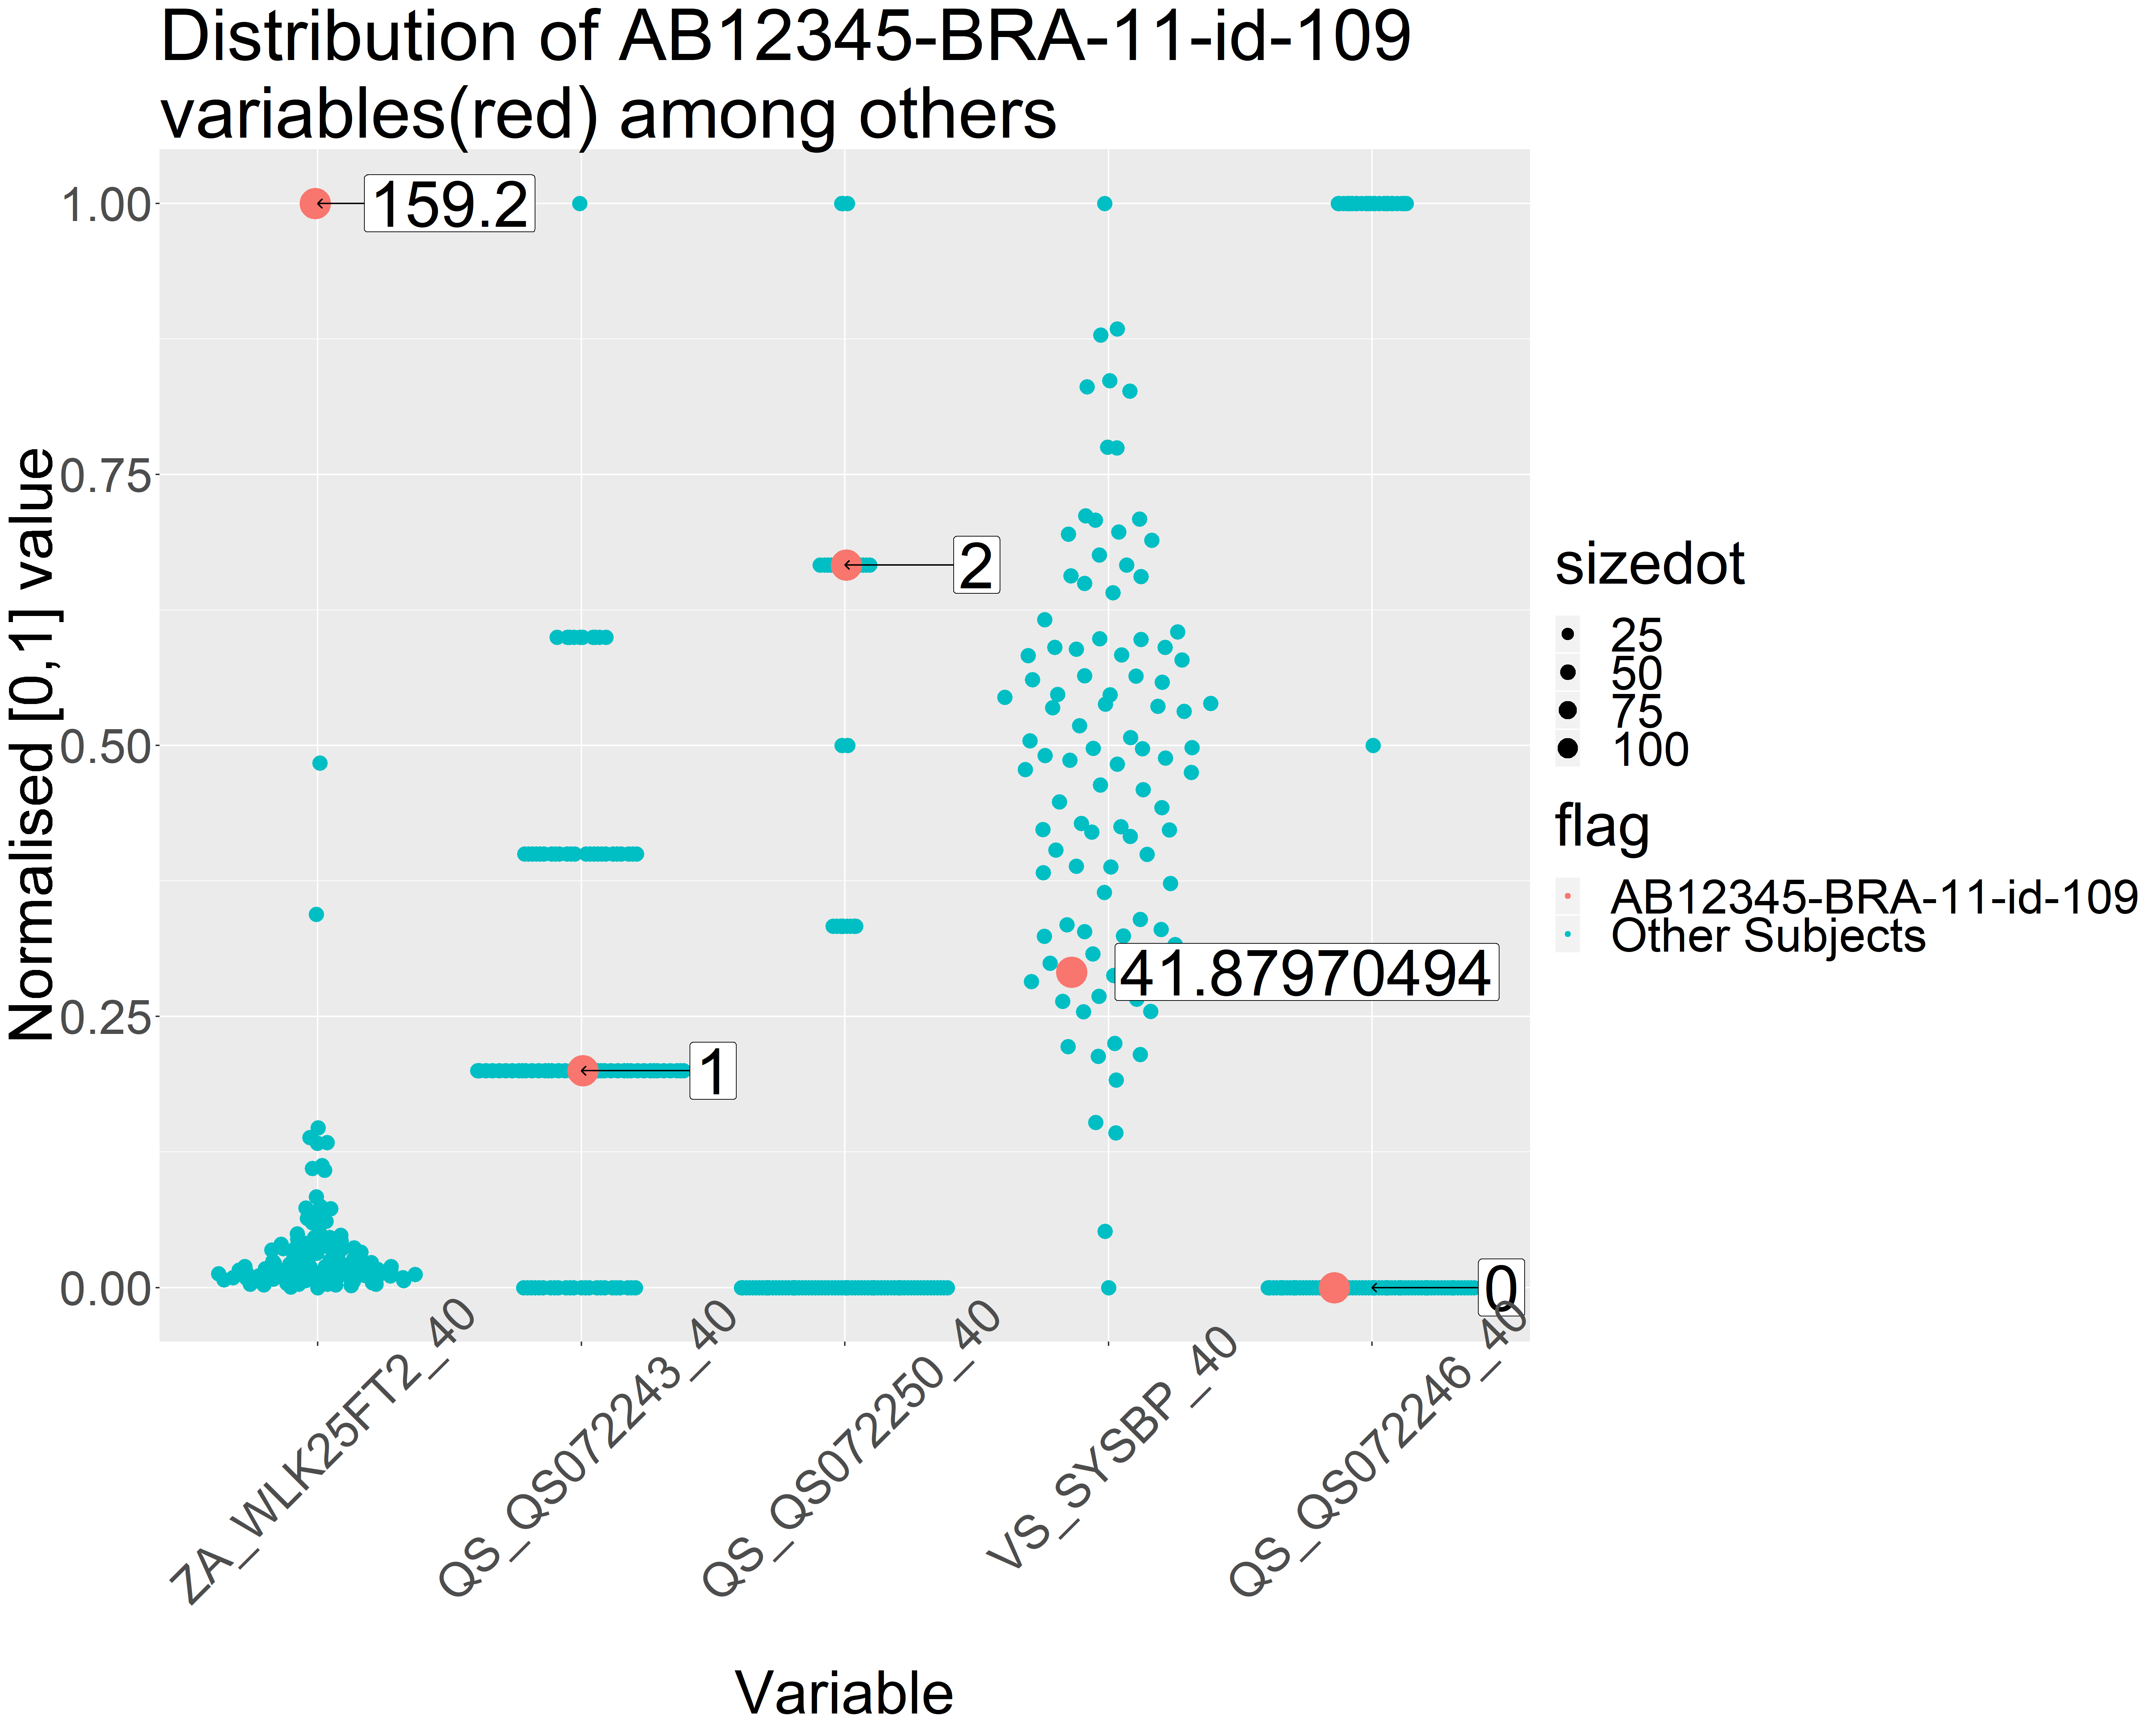 Distribution of AB12345-BRA-11-id-109
variables(red) among others
Normalised [0,1] value
1.00
0.75
0.50
0.25
0.00
159.2
1
2
41.87970494
0
ZA_WLK25FT2_40
QS_QS072243_40
QS_QS072250_40
VS_SYSBP_40
QS_QS072246_40
Variable
sizedot
25
50
75
100
flag
AB12345-BRA-11-id-109
Other Subjects